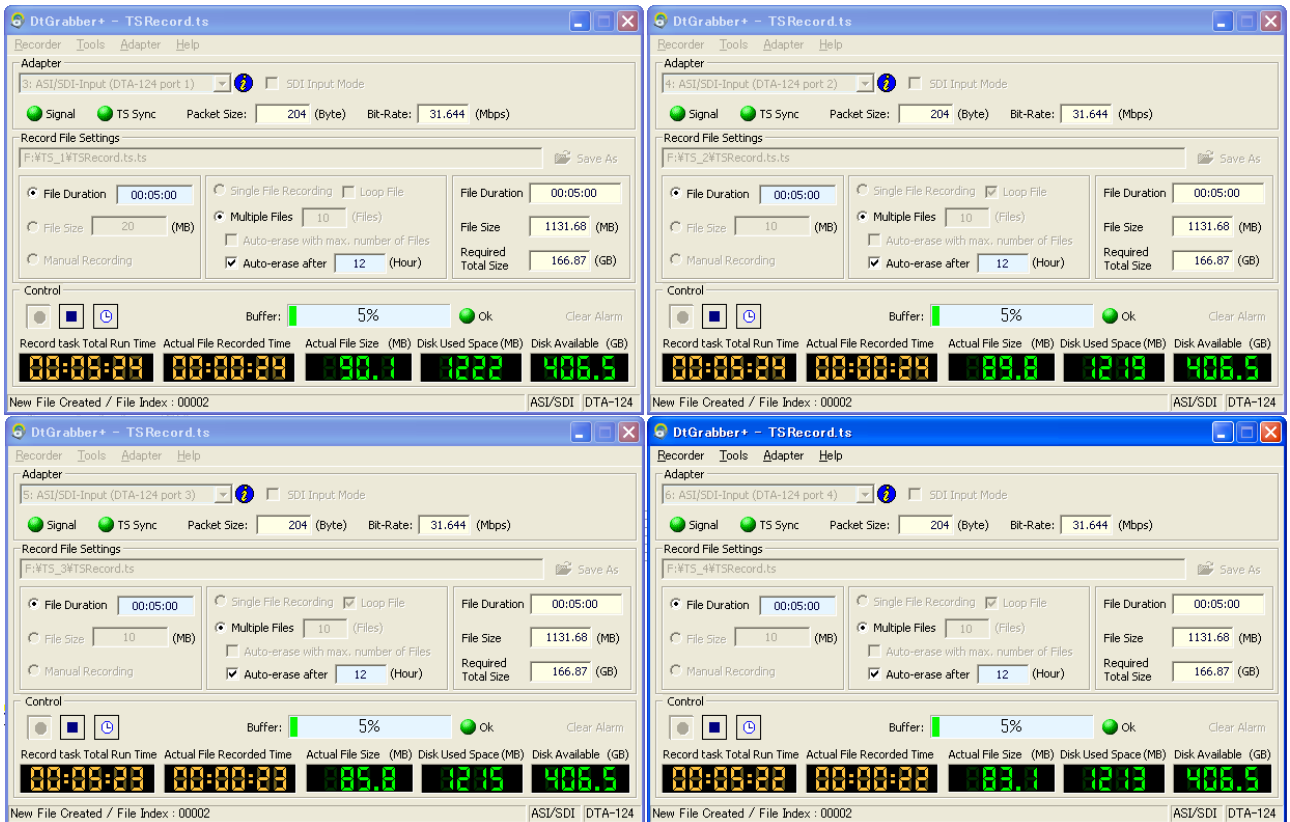 DtGrabber+ - TSRecord.ts
Recorder Tools Adapter Help
Adapter
3: ASI/SDI-Input (DTA-124 port 1) SDI Input Mode
Signal TS Sync Packet Size: 204 (Byte) Bit-Rate: 31.644 (Mbps)
Record File Settings
F:¥TS_1¥TSRecord.ts.ts Save As
File Duration 00:05:00 Single File Recording Loop File File Duration 00:05:00
File Size 20 (MB) Multiple Files 10 (Files) File Size 1131.68 (MB)
Auto-erase with max. number of Files
Manual Recording Auto-erase after 12 (Hour) Required Total Size 166.87 (GB)
Control
Buffer: 5% Ok Clear Alarm
Record task Total Run Time Actual File Recorded Time Actual File Size (MB) Disk Used Space (MB) Disk Available (GB)
00:05:24 00:00:24 90.1 1222 406.5
New File Created / File Index : 00002 ASI/SDI DTA-124
DtGrabber+ - TSRecord.ts
Recorder Tools Adapter Help
Adapter
4: ASI/SDI-Input (DTA-124 port 2) SDI Input Mode
Signal TS Sync Packet Size: 204 (Byte) Bit-Rate: 31.644 (Mbps)
Record File Settings
F:¥TS_2¥TSRecord.ts.ts Save As
File Duration 00:05:00 Single File Recording Loop File File Duration 00:05:00
File Size 10 (MB) Multiple Files 10 (Files) File Size 1131.68 (MB)
Auto-erase with max. number of Files
Manual Recording Auto-erase after 12 (Hour) Required Total Size 166.87 (GB)
Control
Buffer: 5% Ok Clear Alarm
Record task Total Run Time Actual File Recorded Time Actual File Size (MB) Disk Used Space (MB) Disk Available (GB)
00:05:24 00:00:24 89.8 1219 406.5
New File Created / File Index : 00002 ASI/SDI DTA-124
DtGrabber+ - TSRecord.ts
Recorder Tools Adapter Help
Adapter
5: ASI/SDI-Input (DTA-124 port 3) SDI Input Mode
Signal TS Sync Packet Size: 204 (Byte) Bit-Rate: 31.644 (Mbps)
Record File Settings
F:¥TS_3¥TSRecord.ts Save As
File Duration 00:05:00 Single File Recording Loop File File Duration 00:05:00
File Size 10 (MB) Multiple Files 10 (Files) File Size 1131.68 (MB)
Auto-erase with max. number of Files
Manual Recording Auto-erase after 12 (Hour) Required Total Size 166.87 (GB)
Control
Buffer: 5% Ok Clear Alarm
Record task Total Run Time Actual File Recorded Time Actual File Size (MB) Disk Used Space (MB) Disk Available (GB)
00:05:23 00:00:23 85.8 1215 406.5
New File Created / File Index : 00002 ASI/SDI DTA-124
DtGrabber+ - TSRecord.ts
Recorder Tools Adapter Help
Adapter
6: ASI/SDI-Input (DTA-124 port 4) SDI Input Mode
Signal TS Sync Packet Size: 204 (Byte) Bit-Rate: 31.644 (Mbps)
Record File Settings
F:¥TS_4¥TSRecord.ts Save As
File Duration 00:05:00 Single File Recording Loop File File Duration 00:05:00
File Size 10 (MB) Multiple Files 10 (Files) File Size 1131.68 (MB)
Auto-erase with max. number of Files
Manual Recording Auto-erase after 12 (Hour) Required Total Size 166.87 (GB)
Control
Buffer: 5% Ok Clear Alarm
Record task Total Run Time Actual File Recorded Time Actual File Size (MB) Disk Used Space (MB) Disk Available (GB)
00:05:22 00:00:22 83.1 1213 406.5
New File Created / File Index : 00002 ASI/SDI DTA-124